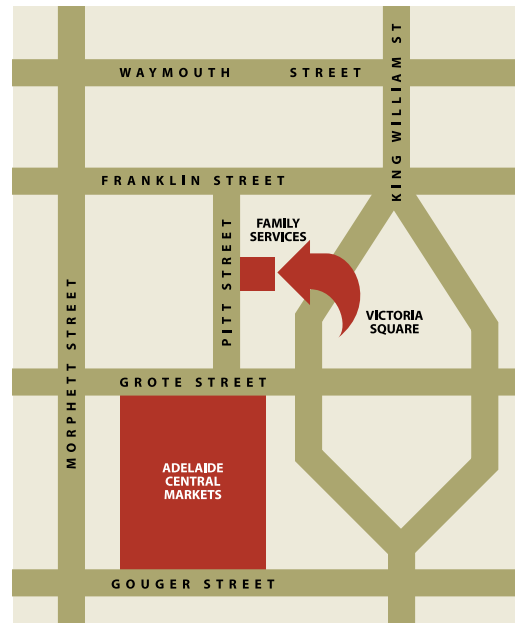 WAYMOUTH STREET
KING WILLIAM ST
FRANKLIN STREET
FAMILY
SERVICES
PITT STREET
VICTORIA
SQUARE
MORPHETT STREET
GROTE STREET
ADELAIDE
CENTRAL
MARKETS
GOUGER STREET